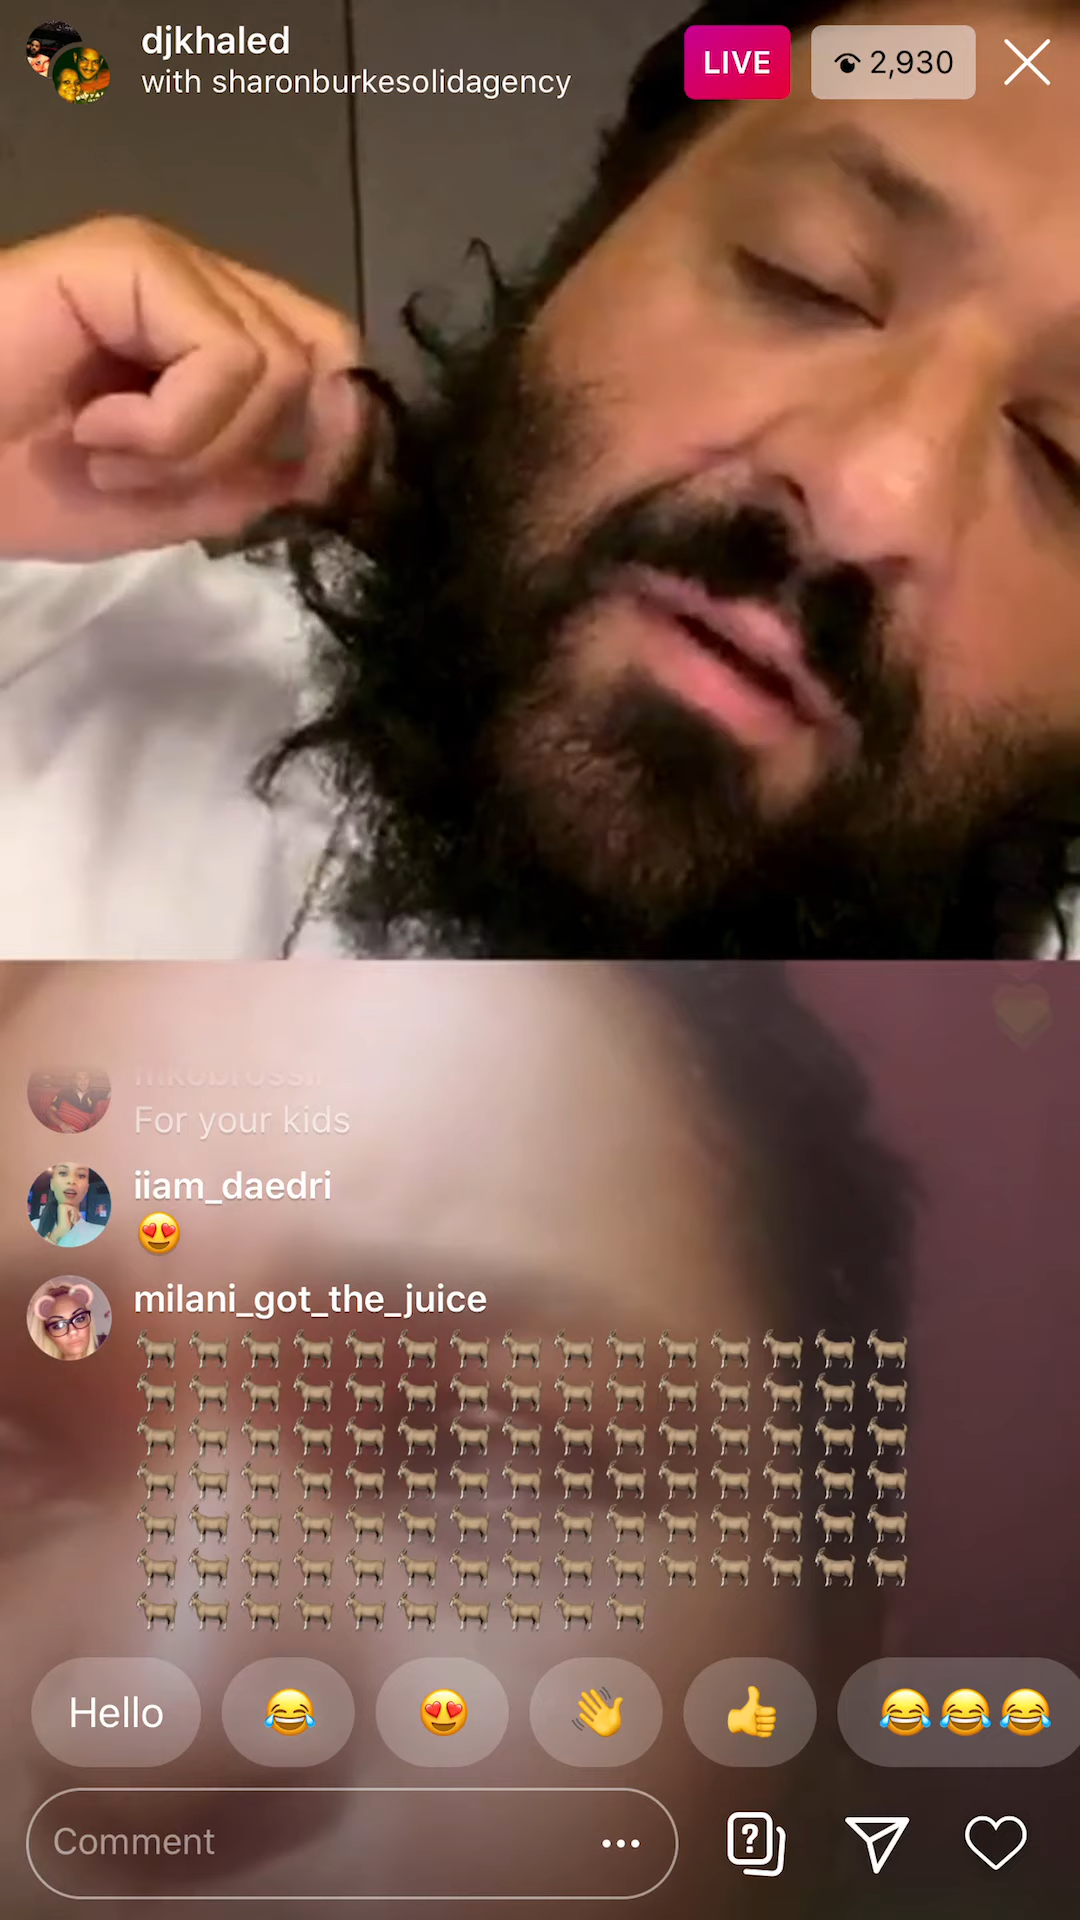 djkhaled
with sharonburkesolidagency
LIVE
2,930
For your kids
iiam_daedri
😍
milani_got_the_juice
🐐🐐🐐🐐🐐🐐🐐🐐🐐🐐🐐🐐🐐🐐🐐
🐐🐐🐐🐐🐐🐐🐐🐐🐐🐐🐐🐐🐐🐐🐐
🐐🐐🐐🐐🐐🐐🐐🐐🐐🐐🐐🐐🐐🐐🐐
🐐🐐🐐🐐🐐🐐🐐🐐🐐🐐🐐🐐🐐🐐🐐
🐐🐐🐐🐐🐐🐐🐐🐐🐐🐐🐐🐐🐐🐐🐐
🐐🐐🐐🐐🐐🐐🐐🐐🐐🐐🐐🐐🐐🐐🐐
🐐🐐🐐🐐🐐🐐🐐🐐🐐🐐
Hello 😂 😍 👋 👍 😂😂😂
Comment ...